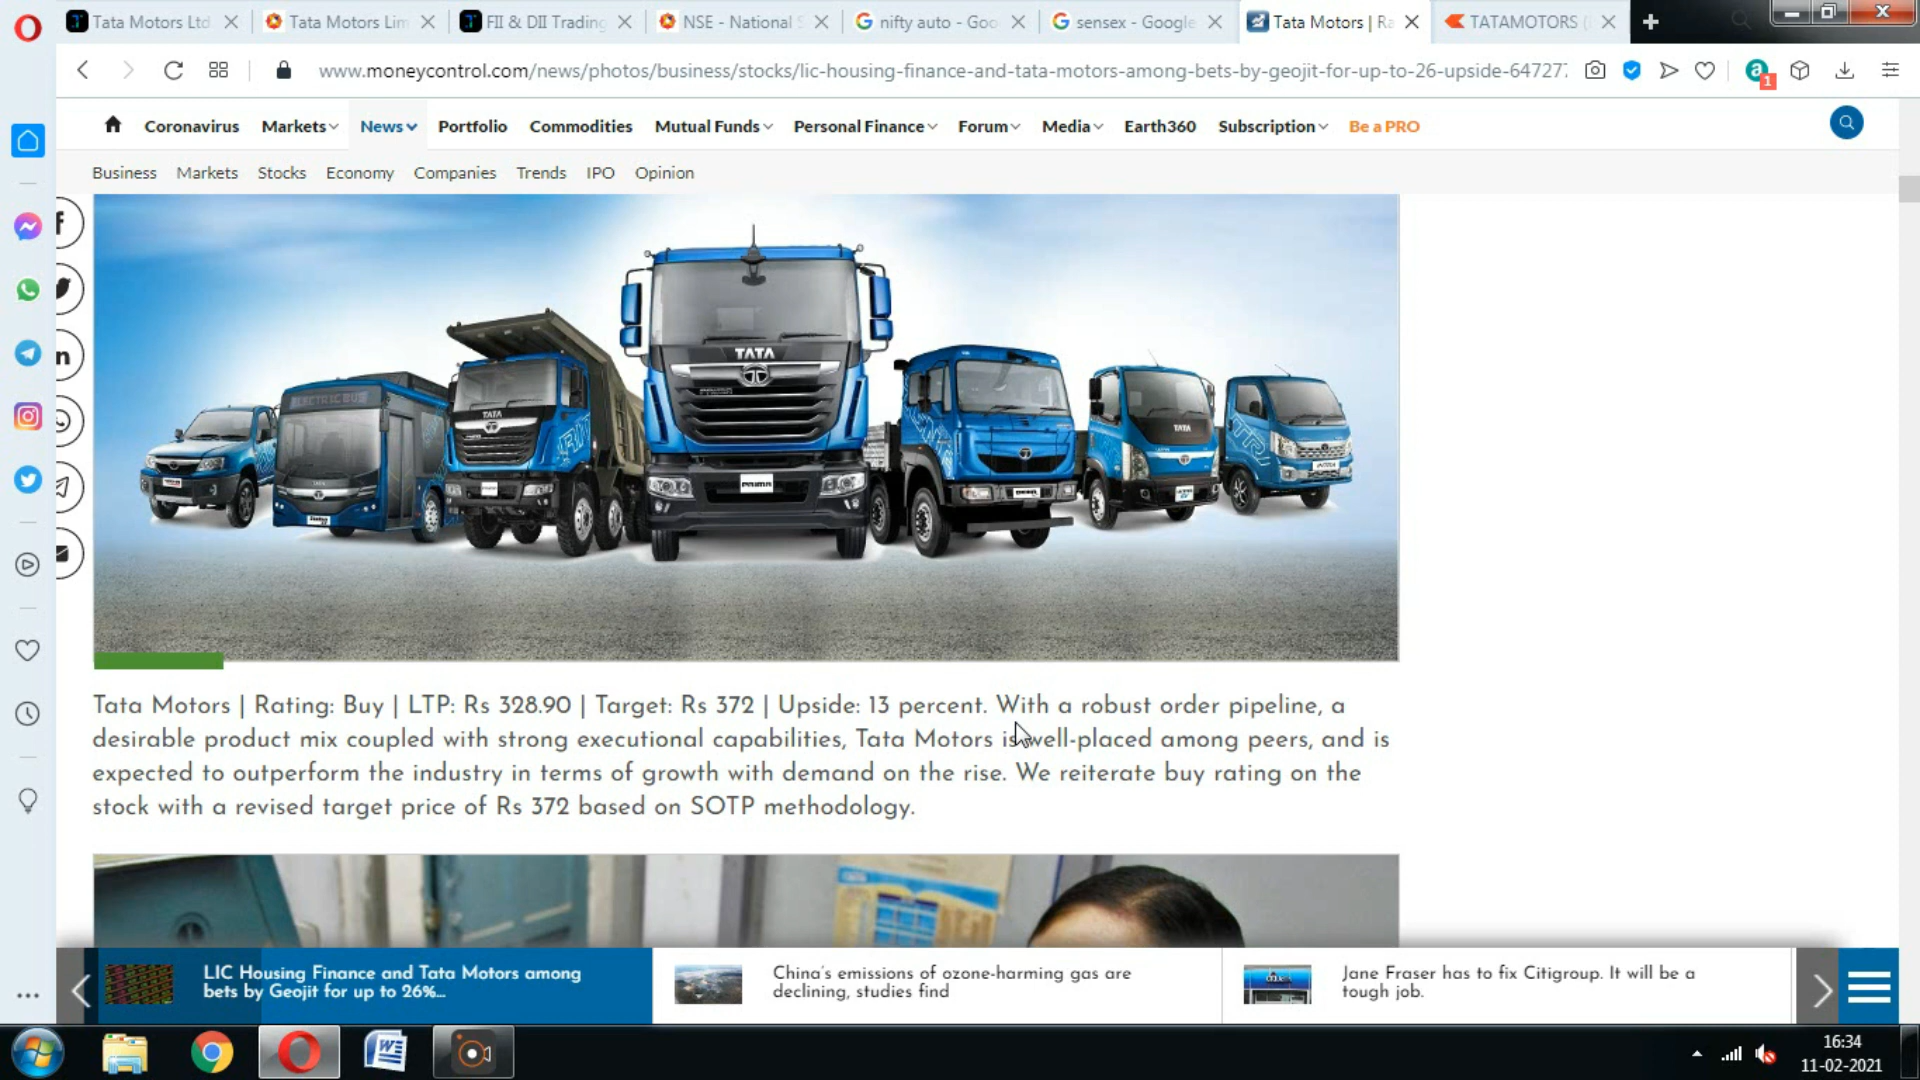 Tata Motors Ltd
Tata Motors Lim
FII & DII Trading
NSE - National S
nifty auto - Goo
sensex - Google
Tata Motors | Ra
TATAMOTORS (
www.moneycontrol.com/news/photos/business/stocks/lic-housing-finance-and-tata-motors-among-bets-by-geojit-for-up-to-26-upside-647277
1
Coronavirus Markets News Portfolio Commodities Mutual Funds Personal Finance Forum Media Earth360 Subscription Be a PRO
Business Markets Stocks Economy Companies Trends IPO Opinion
ELECTRIC BUS
TATA
TATA
TATA
PRIMA
INTRA
Tata Motors | Rating: Buy | LTP: Rs 328.90 | Target: Rs 372 | Upside: 13 percent. With a robust order pipeline, a
desirable product mix coupled with strong executional capabilities, Tata Motors is well-placed among peers, and is
expected to outperform the industry in terms of growth with demand on the rise. We reiterate buy rating on the
stock with a revised target price of Rs 372 based on SOTP methodology.
LIC Housing Finance and Tata Motors among
bets by Geojit for up to 26%...
China's emissions of ozone-harming gas are
declining, studies find
Jane Fraser has to fix Citigroup. It will be a
tough job.
16:34
11-02-2021